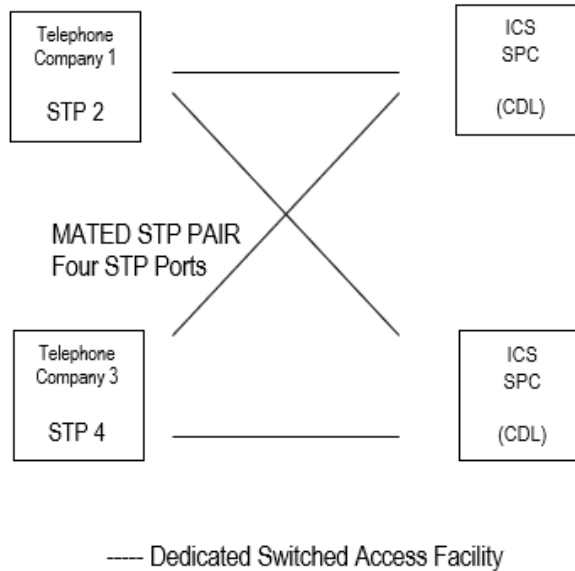 Telephone
Company 1
STP 2
ICS
SPC
(CDL)
MATED STP PAIR
Four STP Ports
Telephone
Company 3
STP 4
ICS
SPC
(CDL)
----- Dedicated Switched Access Facility